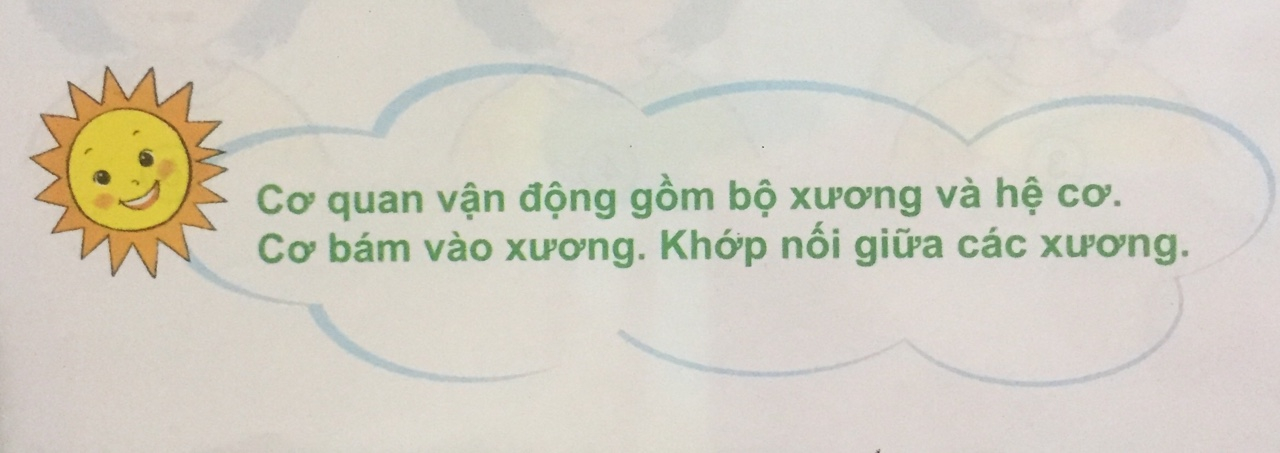 Cơ quan vận động gồm bộ xương và hệ cơ.
Cơ bám vào xương. Khớp nối giữa các xương.